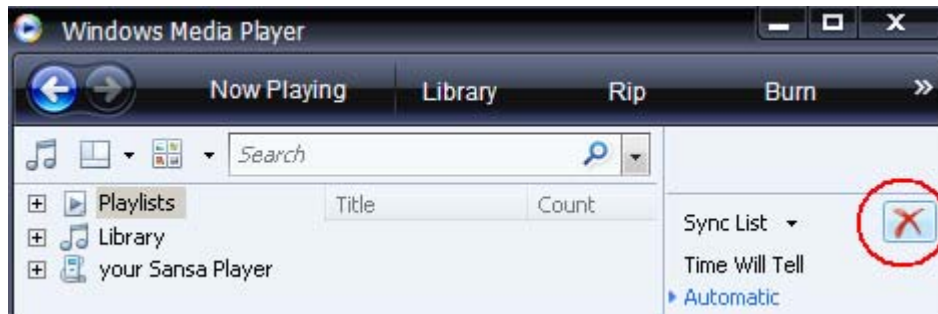 Windows Media Player
Now Playing Library Rip Burn »
Search
Playlists Title Count
Library
your Sansa Player
Sync List
Time Will Tell
Automatic